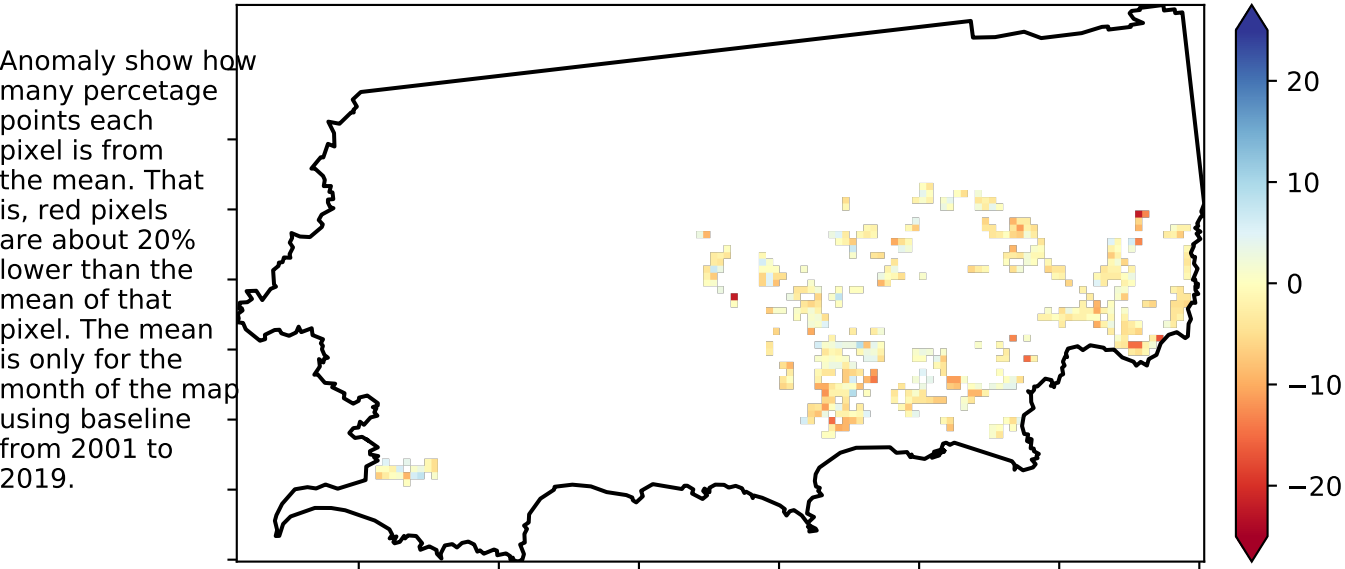 Anomaly show how
many percetage
points each
pixel is from
the mean. That
is, red pixels
are about 20%
lower than the
mean of that
pixel. The mean
is only for the
month of the map
using baseline
from 2001 to
2019.
20
10
0
−10
−20